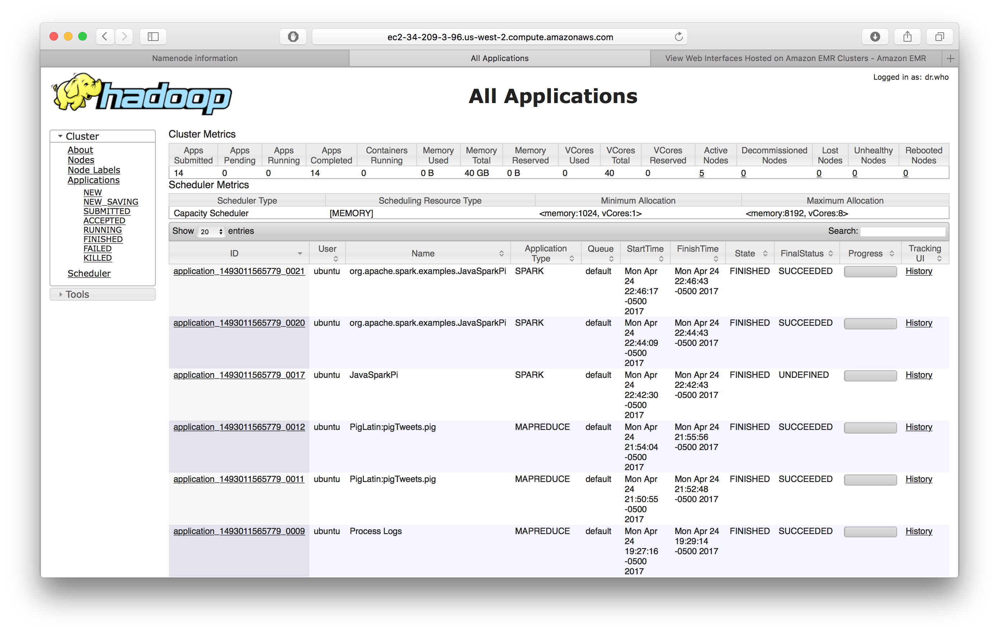 ec2-34-209-3-96.us-west-2.compute.amazonaws.com
Namenode information All Applications View Web Interfaces Hosted on Amazon EMR Clusters - Amazon EMR
Logged in as: dr.who
hadoop
All Applications
Cluster
About
Nodes
Node Labels
Applications
NEW
NEW_SAVING
SUBMITTED
ACCEPTED
RUNNING
FINISHED
FAILED
KILLED
Scheduler
Tools
Cluster Metrics
Apps Submitted Apps Pending Apps Running Apps Completed Containers Running Memory Used Memory Total Memory Reserved VCores Used VCores Total VCores Reserved Active Nodes Decommissioned Nodes Lost Nodes Unhealthy Nodes Rebooted Nodes
14 0 0 14 0 0 B 40 GB 0 B 0 40 0 5 0 0 0 0
Scheduler Metrics
Scheduler Type Scheduling Resource Type Minimum Allocation Maximum Allocation
Capacity Scheduler [MEMORY] <memory:1024, vCores:1> <memory:8192, vCores:8>
Show 20 entries Search:
ID User Name Application Type Queue StartTime FinishTime State FinalStatus Progress Tracking UI
application_1493011565779_0021 ubuntu org.apache.spark.examples.JavaSparkPi SPARK default Mon Apr 24 22:46:17 -0500 2017 Mon Apr 24 22:46:43 -0500 2017 FINISHED SUCCEEDED History
application_1493011565779_0020 ubuntu org.apache.spark.examples.JavaSparkPi SPARK default Mon Apr 24 22:44:09 -0500 2017 Mon Apr 24 22:44:43 -0500 2017 FINISHED SUCCEEDED History
application_1493011565779_0017 ubuntu JavaSparkPi SPARK default Mon Apr 24 22:42:30 -0500 2017 Mon Apr 24 22:42:43 -0500 2017 FINISHED UNDEFINED History
application_1493011565779_0012 ubuntu PigLatin:pigTweets.pig MAPREDUCE default Mon Apr 24 21:54:04 -0500 2017 Mon Apr 24 21:55:56 -0500 2017 FINISHED SUCCEEDED History
application_1493011565779_0011 ubuntu PigLatin:pigTweets.pig MAPREDUCE default Mon Apr 24 21:50:55 -0500 2017 Mon Apr 24 21:52:48 -0500 2017 FINISHED SUCCEEDED History
application_1493011565779_0009 ubuntu Process Logs MAPREDUCE default Mon Apr 24 19:27:16 -0500 2017 Mon Apr 24 19:29:14 -0500 2017 FINISHED SUCCEEDED History